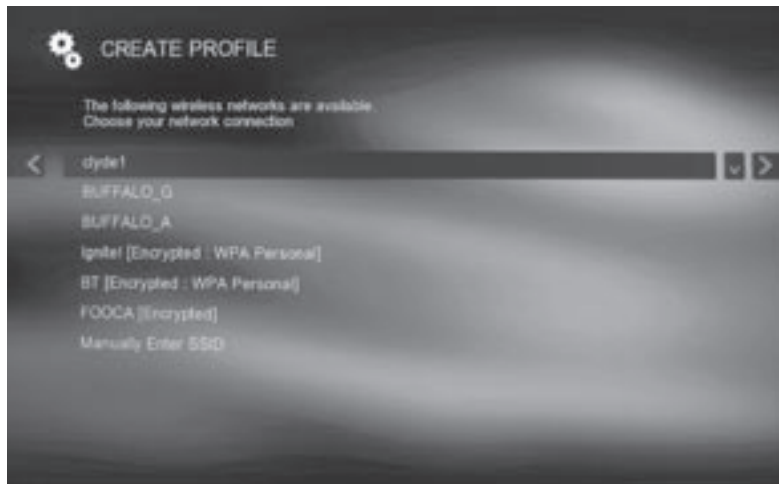 CREATE PROFILE
The following wireless networks are available.
Choose your network connection
clyde1
BUFFALO_G
BUFFALO_A
Ignite! [Encrypted : WPA Personal]
BT [Encrypted : WPA Personal]
FOOCA [Encrypted]
Manually Enter SSID